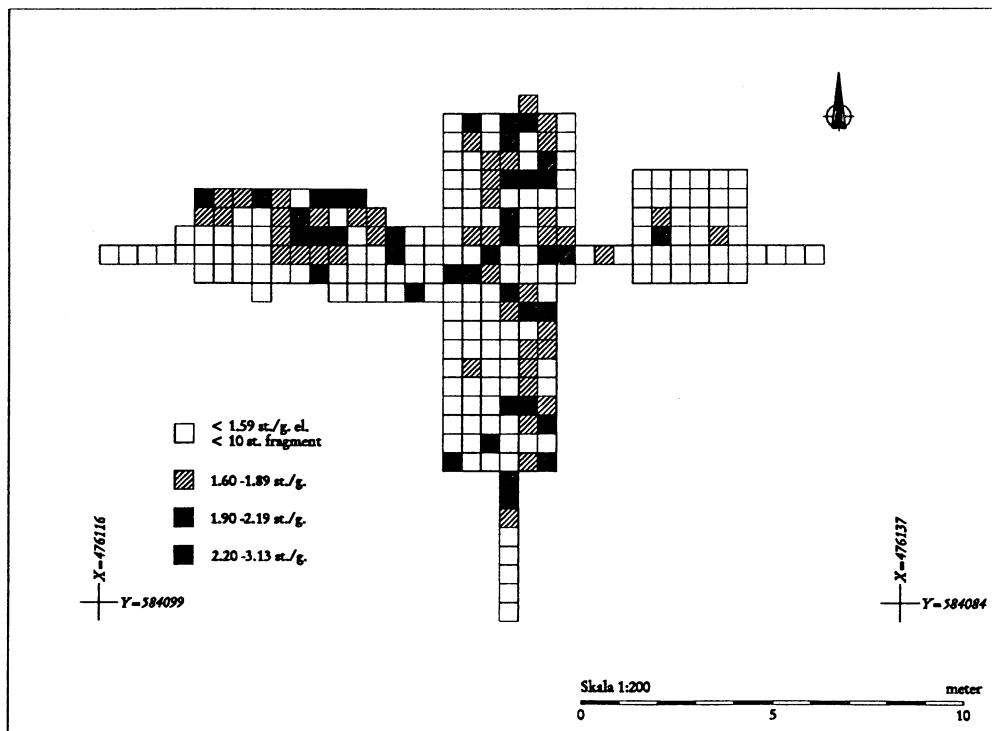 < 1.59 st./g. el.
< 10 st. fragment
1.60 -1.89 st./g.
1.90 -2.19 st./g.
2.20 -3.13 st./g.
X=476116
Y=584099
X=476137
Y=584084
Skala 1:200 meter
0 5 10